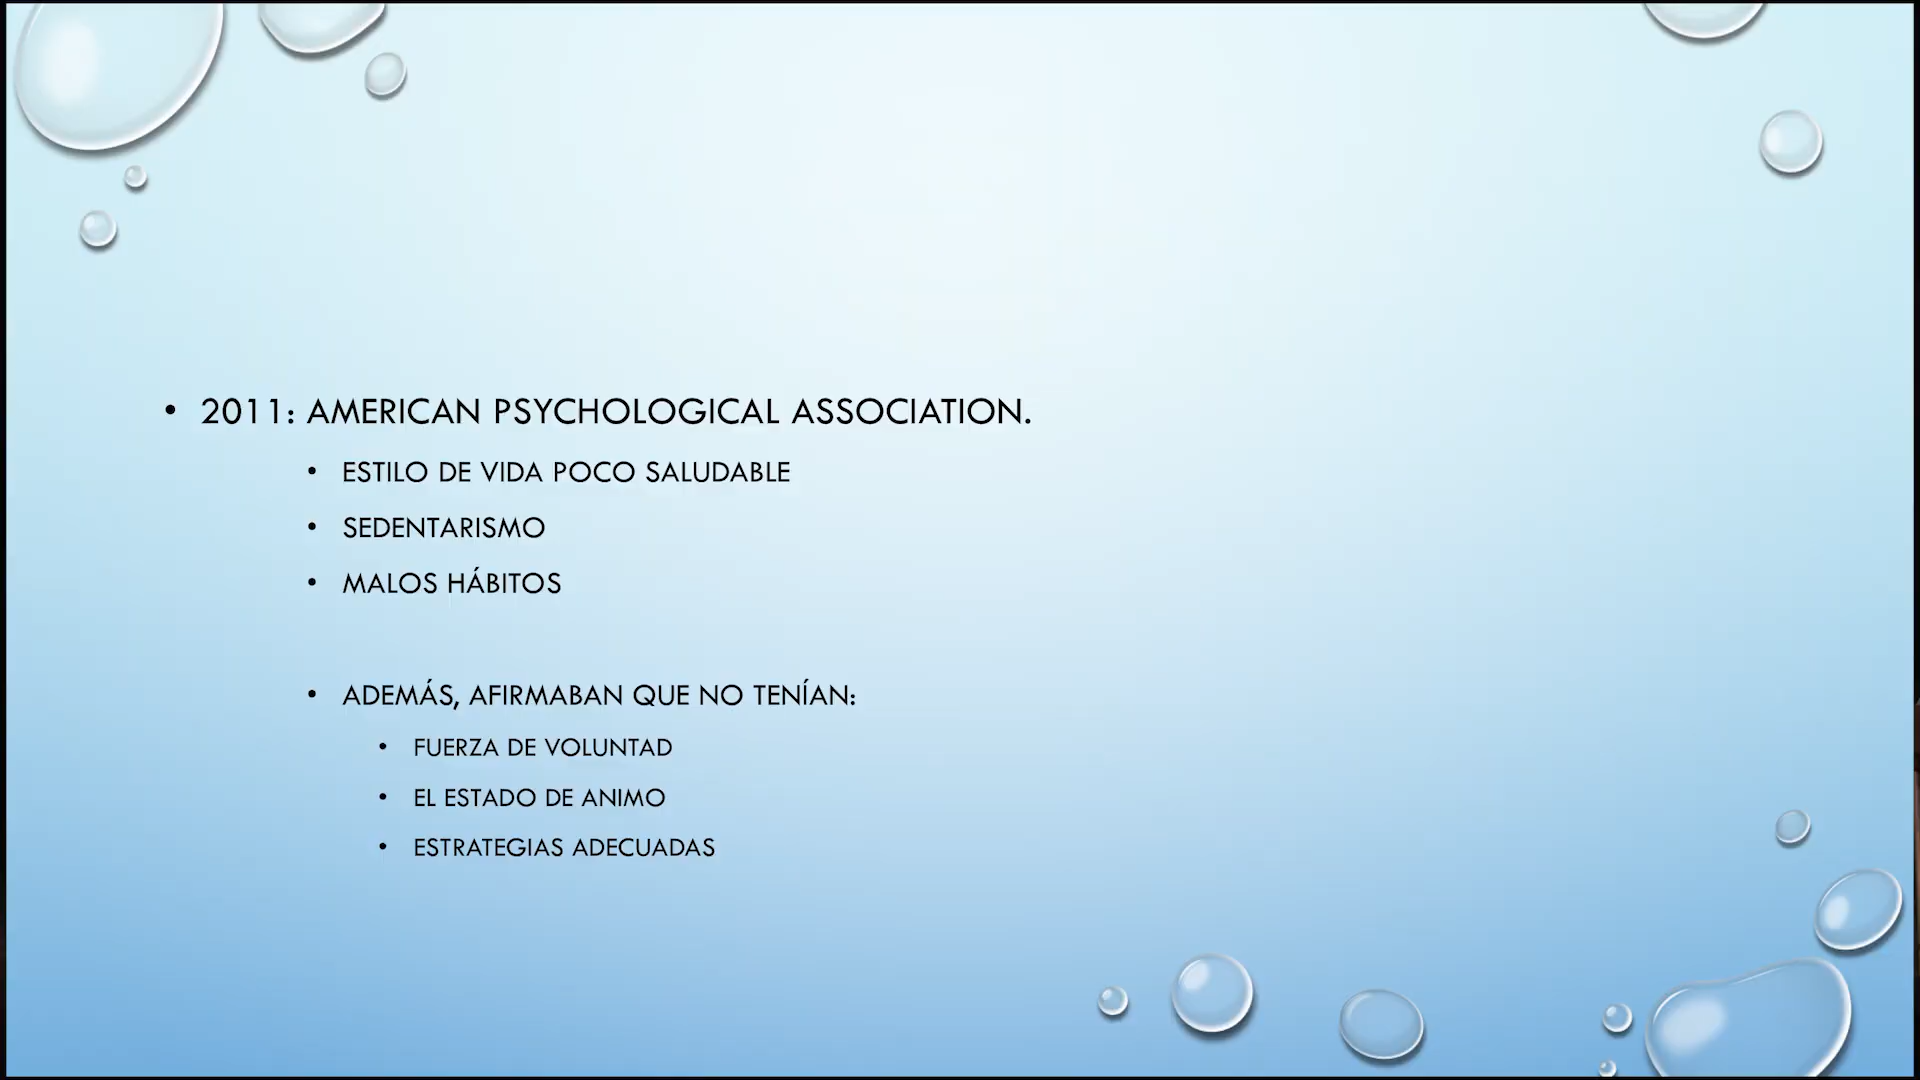 • 2011: AMERICAN PSYCHOLOGICAL ASSOCIATION.
• ESTILO DE VIDA POCO SALUDABLE
• SEDENTARISMO
• MALOS HÁBITOS
• ADEMÁS, AFIRMABAN QUE NO TENÍAN:
• FUERZA DE VOLUNTAD
• EL ESTADO DE ANIMO
• ESTRATEGIAS ADECUADAS